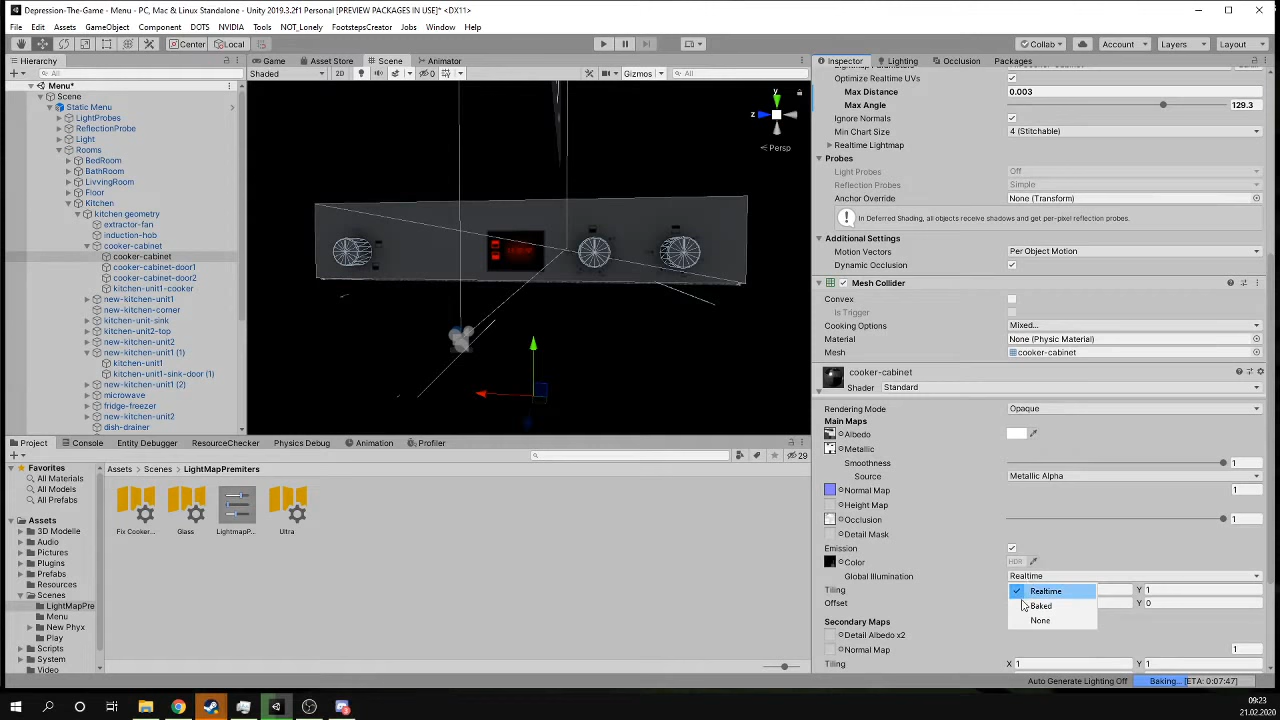 Depression-The-Game - Menu - PC, Mac & Linux Standalone - Unity 2019.3.2f1 Personal [PREVIEW PACKAGES IN USE]* <DX11>
File Edit Assets GameObject Component DOTS NVIDIA Tools NOT_Lonely FootstepsCreator Jobs Window Help
Center Local Collab Account Layers Layout
Hierarchy
All
Menu*
Scene
Static Menu
LightProbes
ReflectionProbe
Light
Rooms
BedRoom
BathRoom
LivvingRoom
Floor
Kitchen
kitchen geometry
extractor-fan
induction-hob
cooker-cabinet
cooker-cabinet
cooker-cabinet-door1
cooker-cabinet-door2
kitchen-unit1-cooker
new-kitchen-unit1
new-kitchen-corner
kitchen-unit-sink
kitchen-unit2-top
new-kitchen-unit2
new-kitchen-unit1 (1)
kitchen-unit1
kitchen-unit1-sink-door (1)
new-kitchen-unit1 (2)
microwave
fridge-freezer
new-kitchen-unit2
dish-drainer
Game Asset Store Scene Animator
Shaded 2D 0 Gizmos All
y
z
Persp
Project Console Entity Debugger ResourceChecker Physics Debug Animation Profiler
29
Favorites
All Materials
All Models
All Prefabs
Assets
3D Modelle
Audio
Pictures
Plugins
Prefabs
Resources
Scenes
LightMapPre
Menu
New Phyx
Play
Scripts
System
Video
Assets Scenes LightMapPremiters
Fix Cooker... Glass LightmapP... Ultra
Inspector Lighting Occlusion Packages
Optimize Realtime UVs
Max Distance 0.003
Max Angle 129.3
Ignore Normals
Min Chart Size 4 (Stitchable)
Realtime Lightmap
Probes
Light Probes Off
Reflection Probes Simple
Anchor Override None (Transform)
In Deferred Shading, all objects receive shadows and get per-pixel reflection probes.
Additional Settings
Motion Vectors Per Object Motion
Dynamic Occlusion
Mesh Collider
Convex
Is Trigger
Cooking Options Mixed...
Material None (Physic Material)
Mesh cooker-cabinet
cooker-cabinet
Shader Standard
Rendering Mode Opaque
Main Maps
Albedo
Metallic
Smoothness 1
Source Metallic Alpha
Normal Map 1
Height Map
Occlusion 1
Detail Mask
Emission
Color HDR
Global Illumination Realtime
Tiling Y 1
Offset Y 0
Realtime
Baked
None
Secondary Maps
Detail Albedo x2
Normal Map 1
Tiling X 1 Y 1
Auto Generate Lighting Off Baking... [ETA: 0:07:47]
09:23
21.02.2020